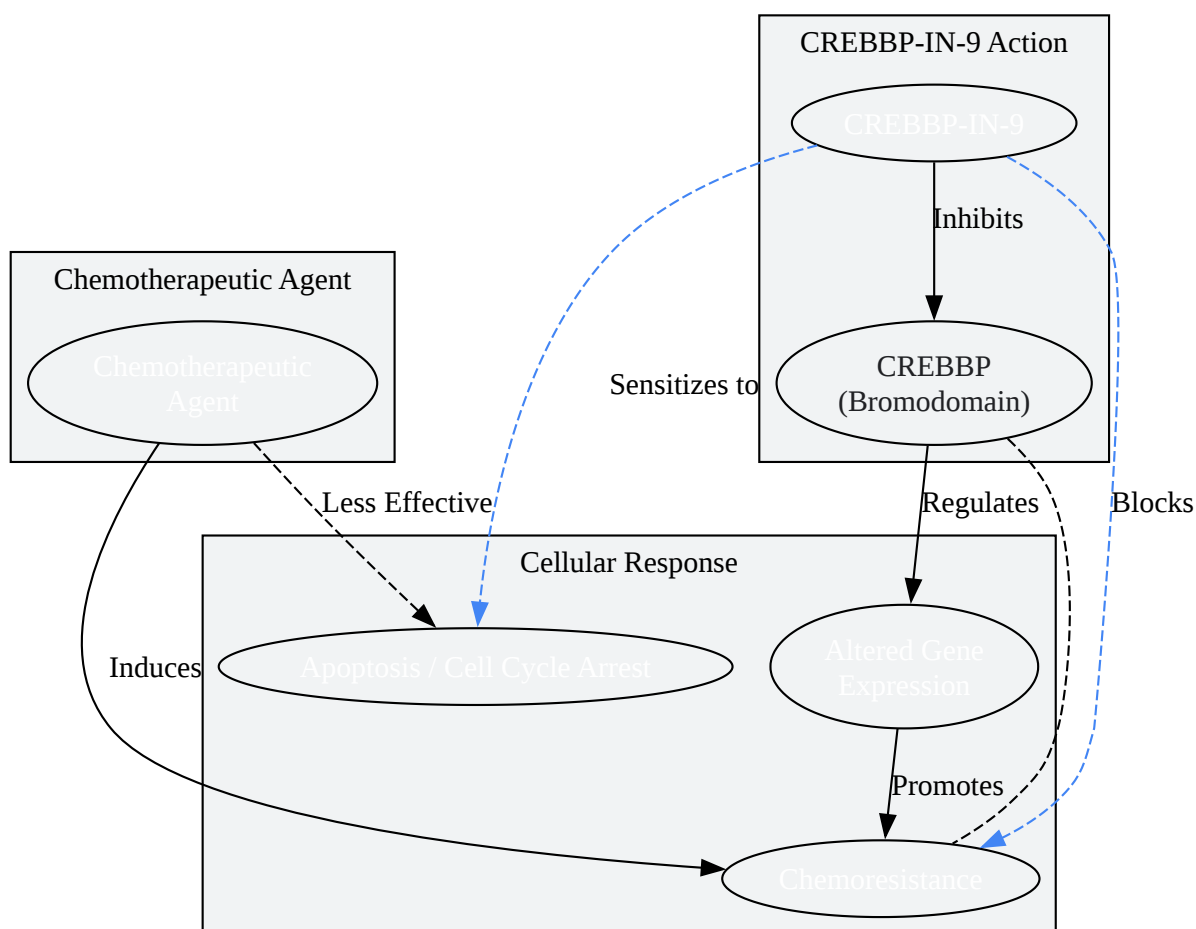 CREBBP-IN-9 Action
CREBBP-IN-9
Inhibits
Chemotherapeutic Agent
Chemotherapeutic
Agent
CREBBP
(Bromodomain)
Sensitizes to
Less Effective
Regulates
Blocks
Cellular Response
Induces
Apoptosis / Cell Cycle Arrest
Altered Gene
Expression
Promotes
Chemoresistance